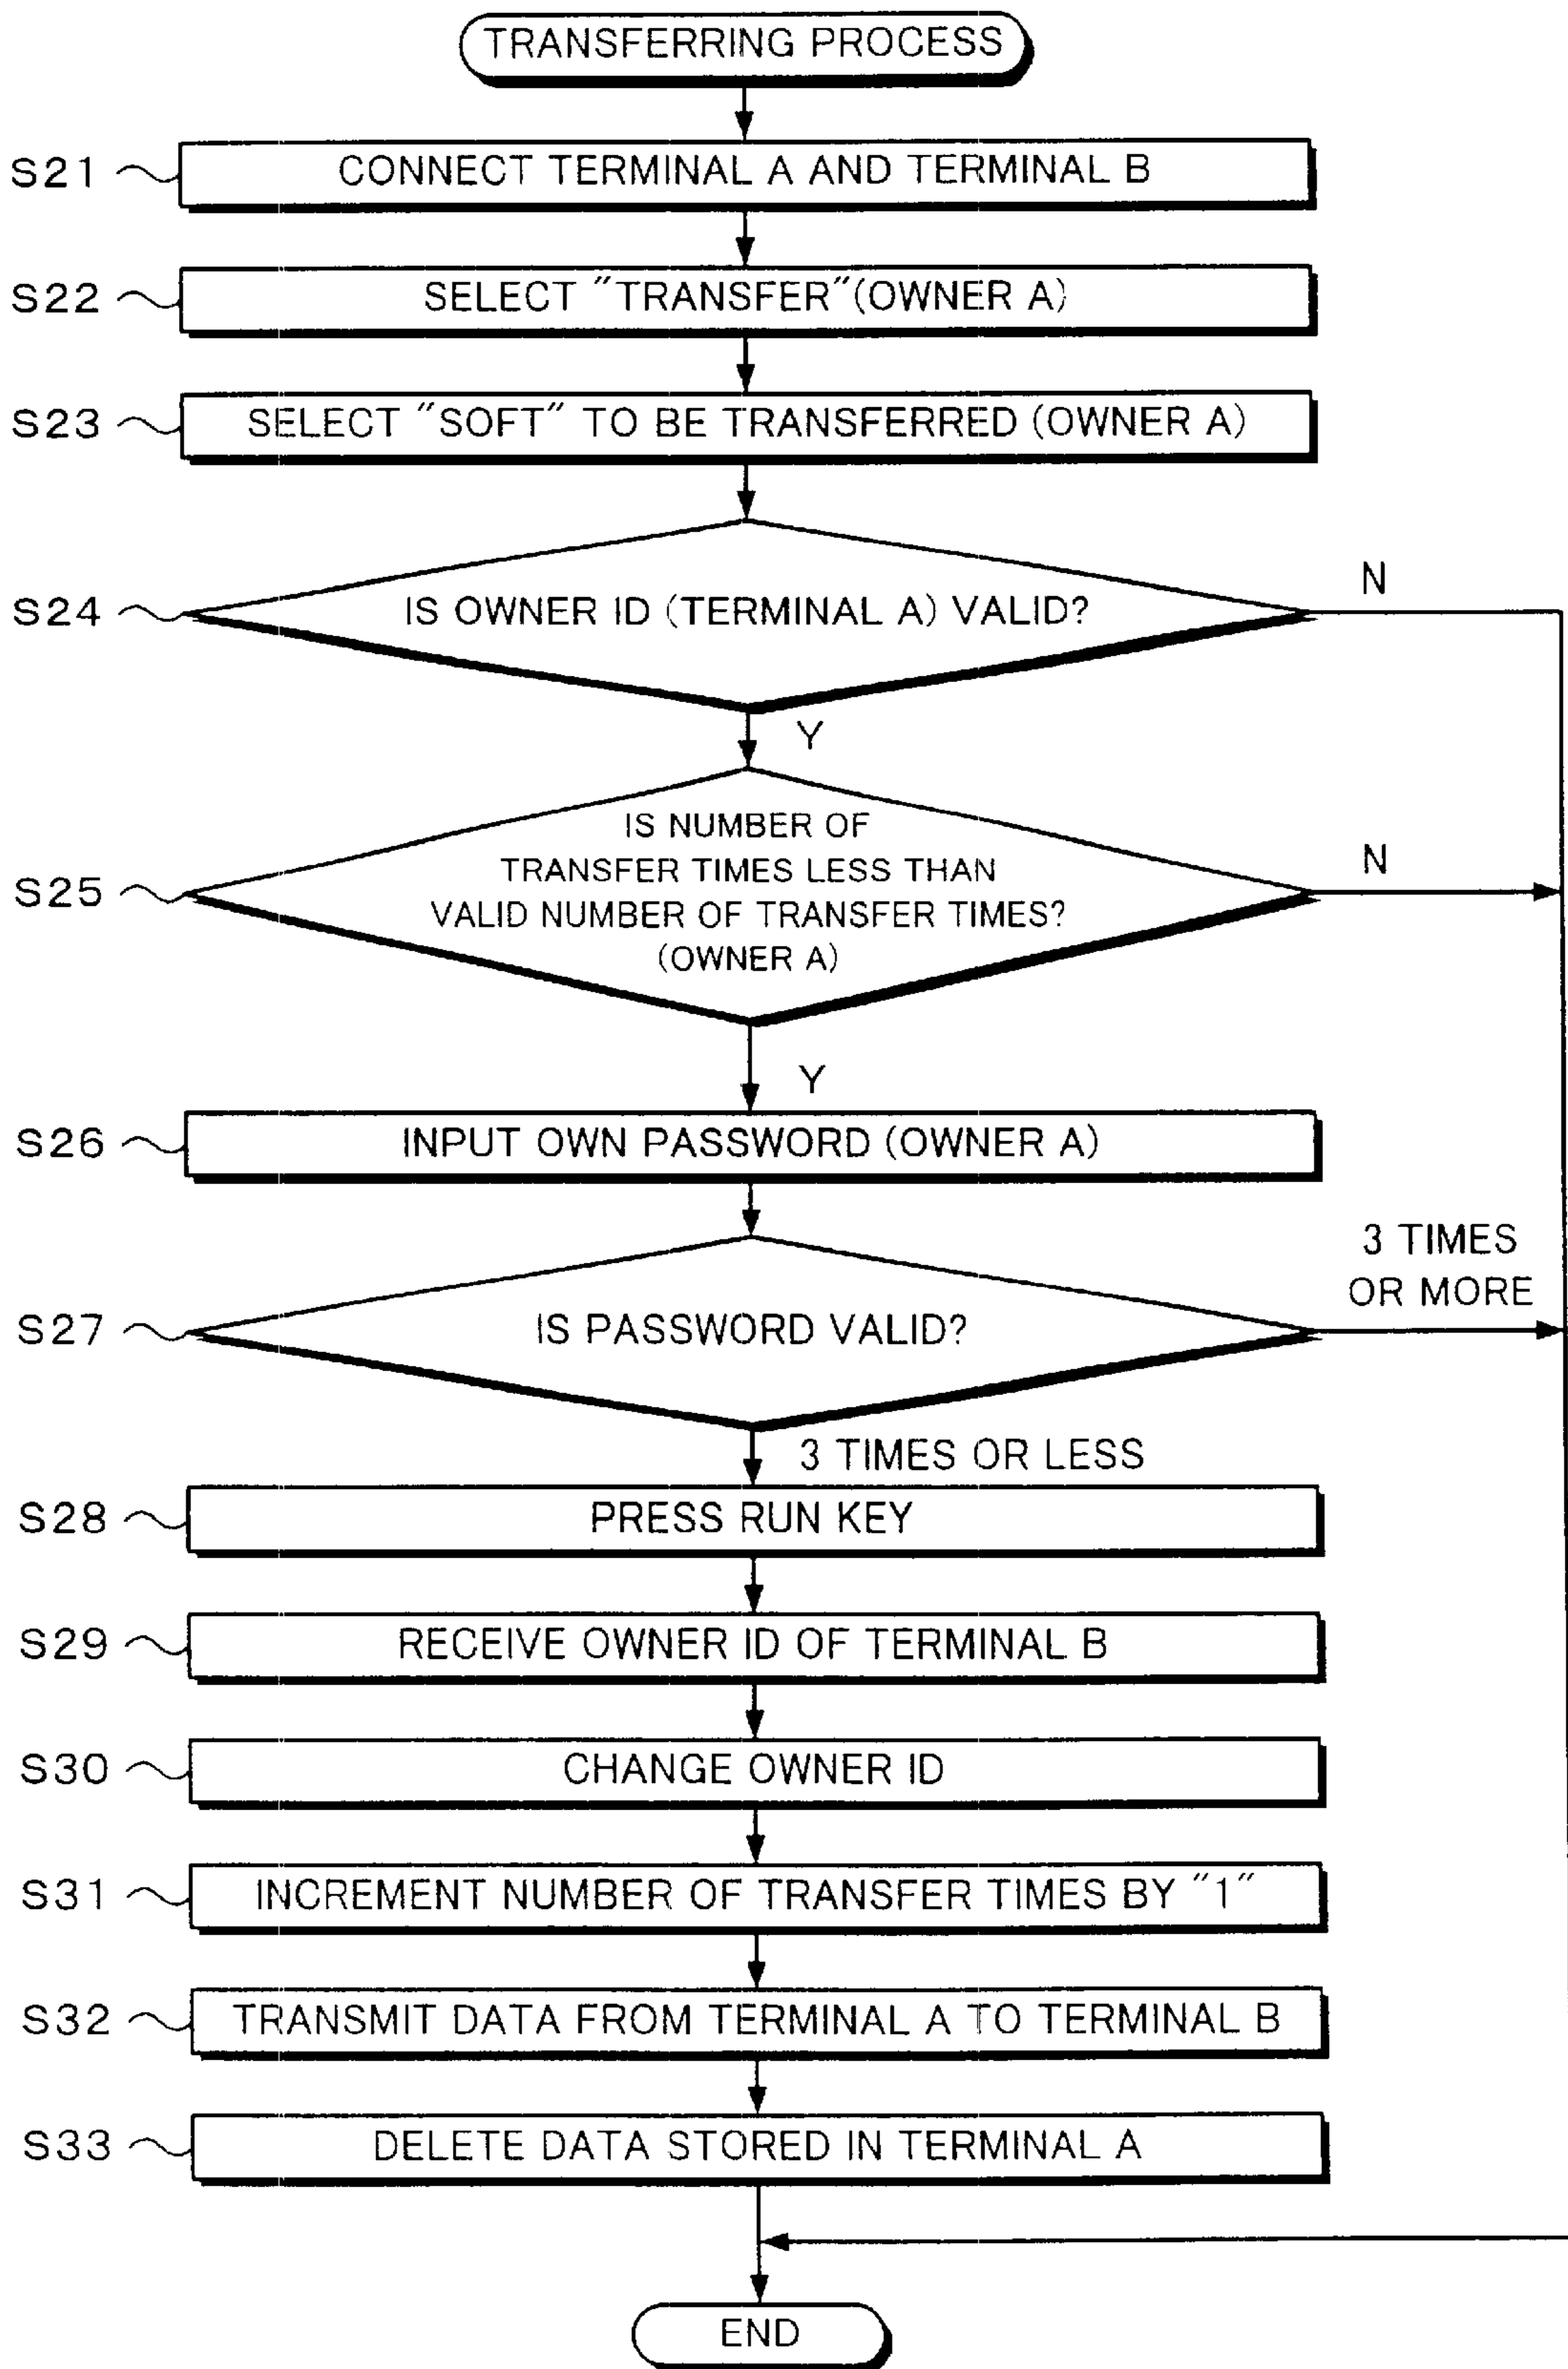 TRANSFERRING PROCESS
S21 CONNECT TERMINAL A AND TERMINAL B
S22 SELECT "TRANSFER"(OWNER A)
S23 SELECT "SOFT" TO BE TRANSFERRED (OWNER A)
N
S24 IS OWNER ID (TERMINAL A) VALID?
Y
IS NUMBER OF
TRANSFER TIMES LESS THAN
N
S25
VALID NUMBER OF TRANSFER TIMES?
(OWNER A)
Y
S26 INPUT OWN PASSWORD (OWNER A)
3 TIMES
OR MORE
S27 IS PASSWORD VALID?
3 TIMES OR LESS
S28 PRESS RUN KEY
S29 RECEIVE OWNER ID OF TERMINAL B
S30 CHANGE OWNER ID
S31 INCREMENT NUMBER OF TRANSFER TIMES BY "1"
S32 TRANSMIT DATA FROM TERMINAL A TO TERMINAL B
S33 DELETE DATA STORED IN TERMINAL A
END